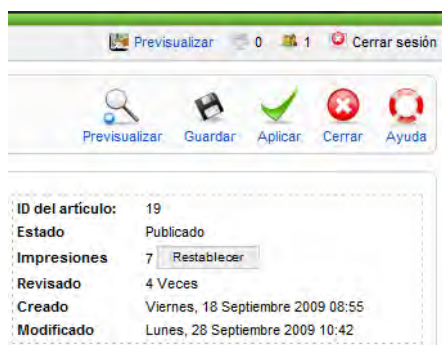 Previsualizar 0 1 Cerrar sesión
Previsualizar Guardar Aplicar Cerrar Ayuda
ID del artículo: 19
Estado Publicado
Impresiones 7 Restablecer
Revisado 4 Veces
Creado Viernes, 18 Septiembre 2009 08:55
Modificado Lunes, 28 Septiembre 2009 10:42